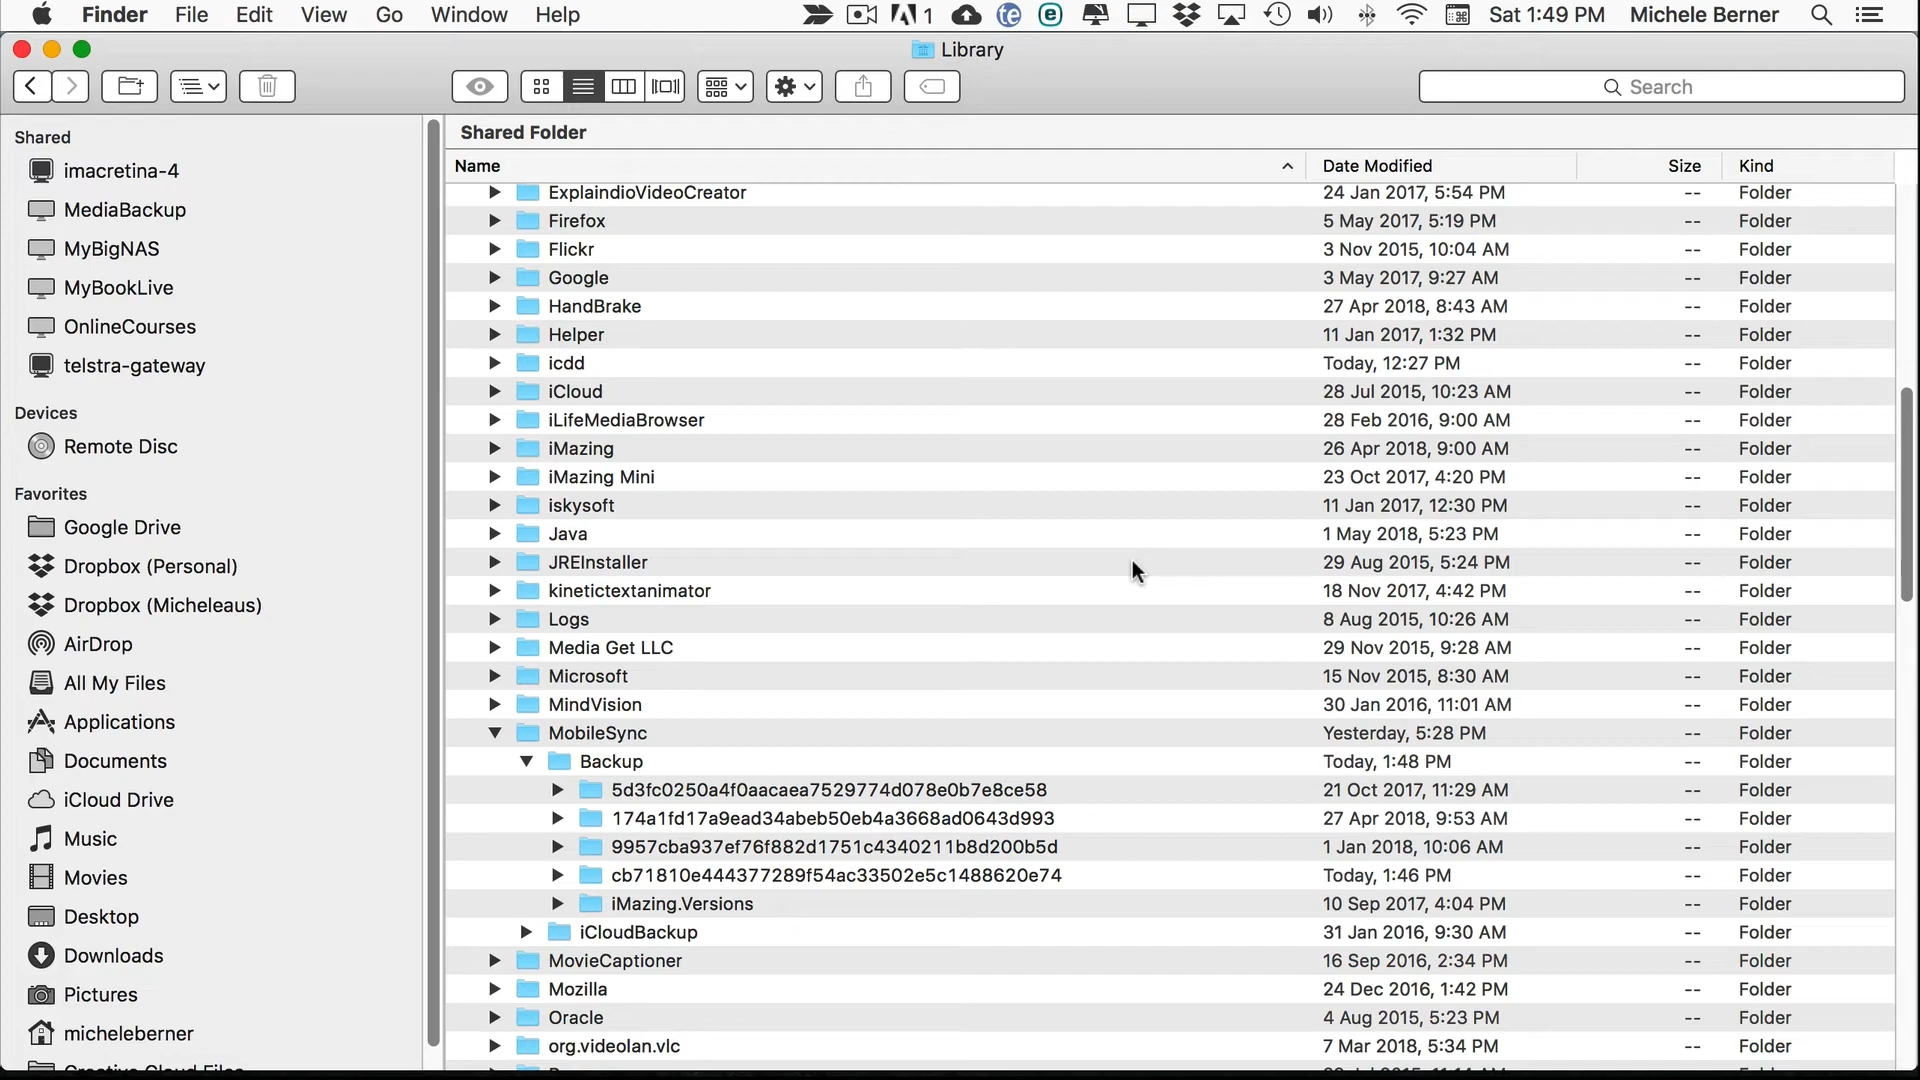 Finder File Edit View Go Window Help 1 Sat 1:49 PM Michele Berner
Library
Search
Shared
imacretina-4
MediaBackup
MyBigNAS
MyBookLive
OnlineCourses
telstra-gateway
Devices
Remote Disc
Favorites
Google Drive
Dropbox (Personal)
Dropbox (Micheleaus)
AirDrop
All My Files
Applications
Documents
iCloud Drive
Music
Movies
Desktop
Downloads
Pictures
micheleberner
Creative Cloud Files
Shared Folder
Name Date Modified Size Kind
ExplaindioVideoCreator 24 Jan 2017, 5:54 PM -- Folder
Firefox 5 May 2017, 5:19 PM -- Folder
Flickr 3 Nov 2015, 10:04 AM -- Folder
Google 3 May 2017, 9:27 AM -- Folder
HandBrake 27 Apr 2018, 8:43 AM -- Folder
Helper 11 Jan 2017, 1:32 PM -- Folder
icdd Today, 12:27 PM -- Folder
iCloud 28 Jul 2015, 10:23 AM -- Folder
iLifeMediaBrowser 28 Feb 2016, 9:00 AM -- Folder
iMazing 26 Apr 2018, 9:00 AM -- Folder
iMazing Mini 23 Oct 2017, 4:20 PM -- Folder
iskysoft 11 Jan 2017, 12:30 PM -- Folder
Java 1 May 2018, 5:23 PM -- Folder
JREInstaller 29 Aug 2015, 5:24 PM -- Folder
kinetictextanimator 18 Nov 2017, 4:42 PM -- Folder
Logs 8 Aug 2015, 10:26 AM -- Folder
Media Get LLC 29 Nov 2015, 9:28 AM -- Folder
Microsoft 15 Nov 2015, 8:30 AM -- Folder
MindVision 30 Jan 2016, 11:01 AM -- Folder
MobileSync Yesterday, 5:28 PM -- Folder
Backup Today, 1:48 PM -- Folder
5d3fc0250a4f0aacaea7529774d078e0b7e8ce58 21 Oct 2017, 11:29 AM -- Folder
174a1fd17a9ead34abeb50eb4a3668ad0643d993 27 Apr 2018, 9:53 AM -- Folder
9957cba937ef76f882d1751c4340211b8d200b5d 1 Jan 2018, 10:06 AM -- Folder
cb71810e444377289f54ac33502e5c1488620e74 Today, 1:46 PM -- Folder
iMazing.Versions 10 Sep 2017, 4:04 PM -- Folder
iCloudBackup 31 Jan 2016, 9:30 AM -- Folder
MovieCaptioner 16 Sep 2016, 2:34 PM -- Folder
Mozilla 24 Dec 2016, 1:42 PM -- Folder
Oracle 4 Aug 2015, 5:23 PM -- Folder
org.videolan.vlc 7 Mar 2018, 5:34 PM -- Folder